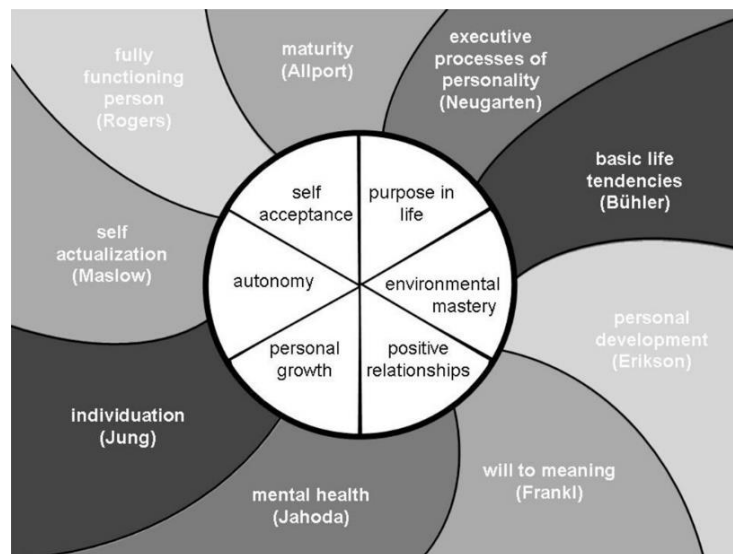 fully
functioning
person
(Rogers)
maturity
(Allport)
executive
processes of
personality
(Neugarten)
basic life
tendencies
(Bühler)
self
actualization
(Maslow)
self
acceptance
purpose in
life
autonomy
environmental
mastery
personal
growth
positive
relationships
personal
development
(Erikson)
individuation
(Jung)
mental health
(Jahoda)
will to meaning
(Frankl)